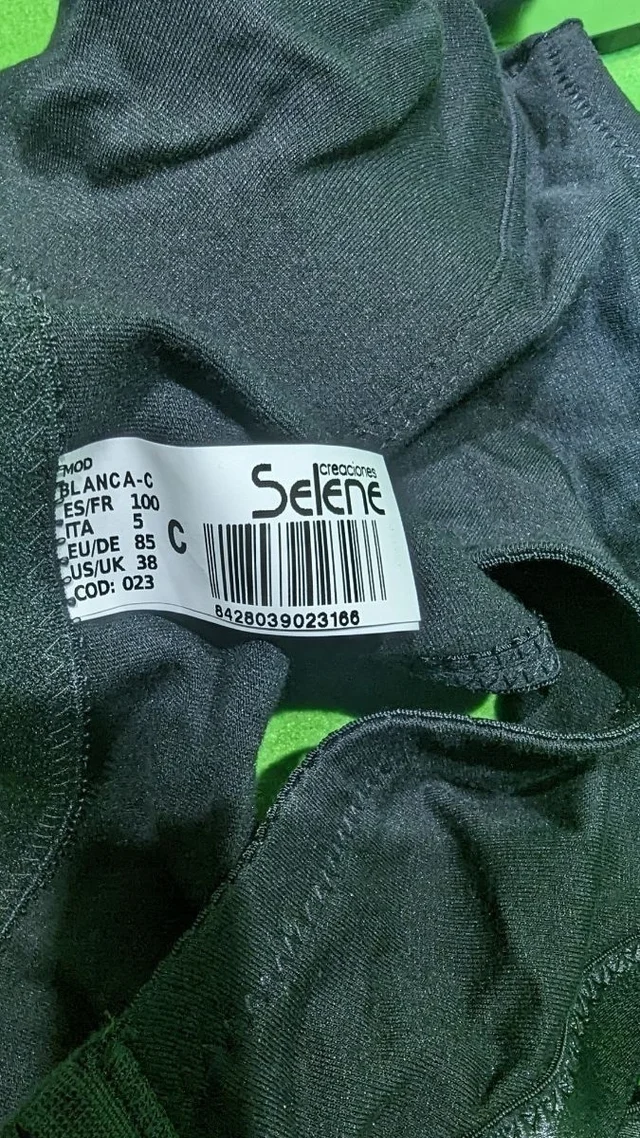 MOD
BLANCA-C
ES/FR 100
ITA 5
EU/DE 85
US/UK 38
COD: 023
C
creaciones
Selene
8428039023166